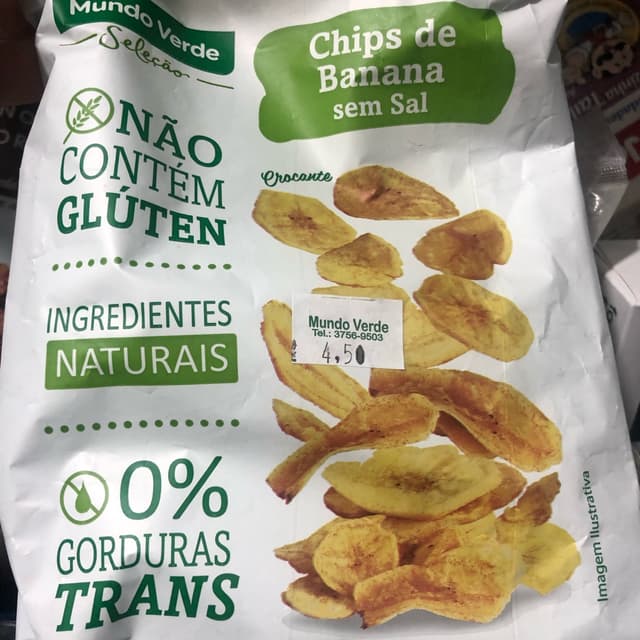 Mundo Verde
Seleção
Chips de
Banana
sem Sal
NÃO
CONTÉM
GLÚTEN
Crocante
INGREDIENTES
NATURAIS
Mundo Verde
Tel.: 3756-9503
4,50
0%
GORDURAS
TRANS
Imagem Ilustrativa